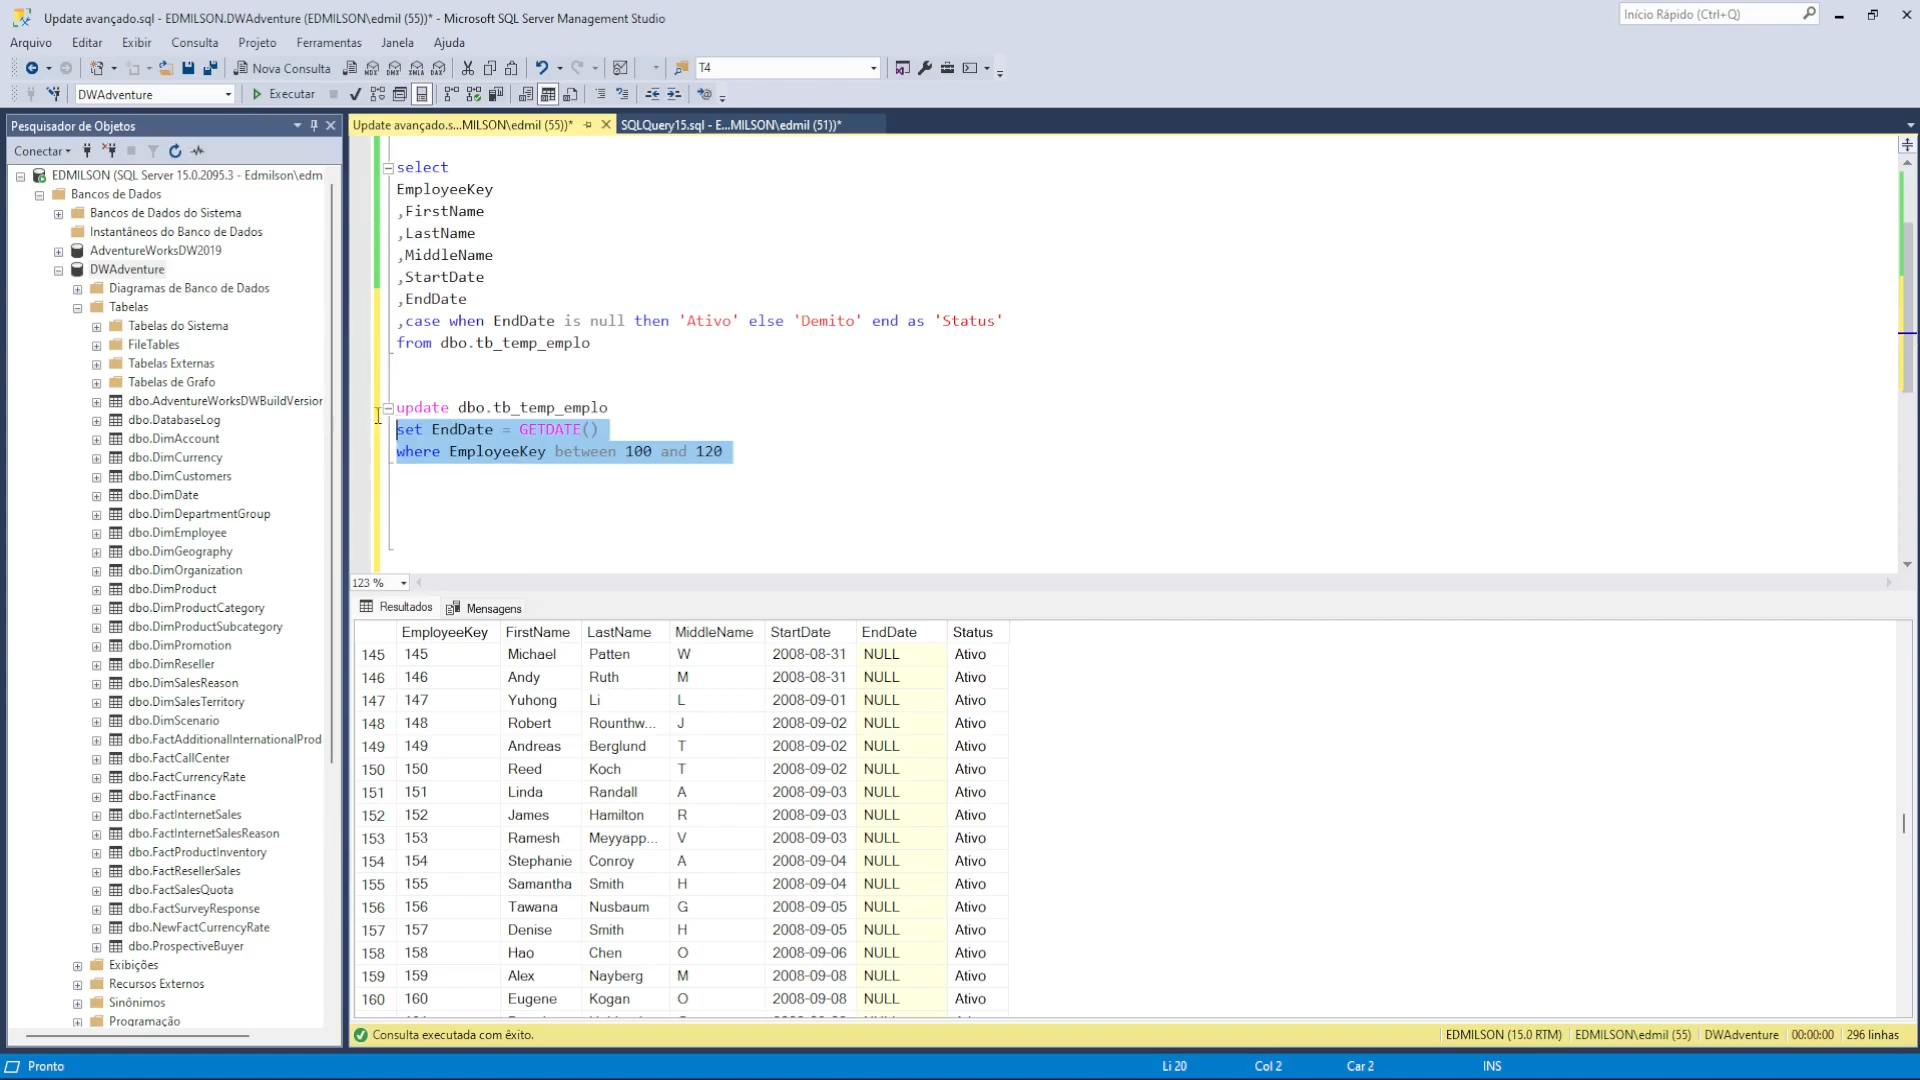 Update avançado.sql - EDMILSON.DWAdventure (EDMILSON\edmil (55))* - Microsoft SQL Server Management Studio
Início Rápido (Ctrl+Q)
Arquivo Editar Exibir Consulta Projeto Ferramentas Janela Ajuda
Nova Consulta T4
DWAdventure Executar
Pesquisador de Objetos
Conectar
EDMILSON (SQL Server 15.0.2095.3 - Edmilson\edm
Bancos de Dados
Bancos de Dados do Sistema
Instantâneos do Banco de Dados
AdventureWorksDW2019
DWAdventure
Diagramas de Banco de Dados
Tabelas
Tabelas do Sistema
FileTables
Tabelas Externas
Tabelas de Grafo
dbo.AdventureWorksDWBuildVersion
dbo.DatabaseLog
dbo.DimAccount
dbo.DimCurrency
dbo.DimCustomers
dbo.DimDate
dbo.DimDepartmentGroup
dbo.DimEmployee
dbo.DimGeography
dbo.DimOrganization
dbo.DimProduct
dbo.DimProductCategory
dbo.DimProductSubcategory
dbo.DimPromotion
dbo.DimReseller
dbo.DimSalesReason
dbo.DimSalesTerritory
dbo.DimScenario
dbo.FactAdditionalInternationalProd
dbo.FactCallCenter
dbo.FactCurrencyRate
dbo.FactFinance
dbo.FactInternetSales
dbo.FactInternetSalesReason
dbo.FactProductInventory
dbo.FactResellerSales
dbo.FactSalesQuota
dbo.FactSurveyResponse
dbo.NewFactCurrencyRate
dbo.ProspectiveBuyer
Exibições
Recursos Externos
Sinônimos
Programação
Update avançado.s...MILSON\edmil (55))* SQLQuery15.sql - E...MILSON\edmil (51))*
select
EmployeeKey
,FirstName
,LastName
,MiddleName
,StartDate
,EndDate
,case when EndDate is null then 'Ativo' else 'Demito' end as 'Status'
from dbo.tb_temp_emplo
update dbo.tb_temp_emplo
set EndDate = GETDATE()
where EmployeeKey between 100 and 120
123 %
Resultados Mensagens
EmployeeKey FirstName LastName MiddleName StartDate EndDate Status
145 145 Michael Patten W 2008-08-31 NULL Ativo
146 146 Andy Ruth M 2008-08-31 NULL Ativo
147 147 Yuhong Li L 2008-09-01 NULL Ativo
148 148 Robert Rounthw... J 2008-09-02 NULL Ativo
149 149 Andreas Berglund T 2008-09-02 NULL Ativo
150 150 Reed Koch T 2008-09-02 NULL Ativo
151 151 Linda Randall A 2008-09-03 NULL Ativo
152 152 James Hamilton R 2008-09-03 NULL Ativo
153 153 Ramesh Meyyapp... V 2008-09-03 NULL Ativo
154 154 Stephanie Conroy A 2008-09-04 NULL Ativo
155 155 Samantha Smith H 2008-09-04 NULL Ativo
156 156 Tawana Nusbaum G 2008-09-05 NULL Ativo
157 157 Denise Smith H 2008-09-05 NULL Ativo
158 158 Hao Chen O 2008-09-06 NULL Ativo
159 159 Alex Nayberg M 2008-09-08 NULL Ativo
160 160 Eugene Kogan O 2008-09-08 NULL Ativo
Consulta executada com êxito. EDMILSON (15.0 RTM) EDMILSON\edmil (55) DWAdventure 00:00:00 296 linhas
Pronto Li 20 Col 2 Car 2 INS